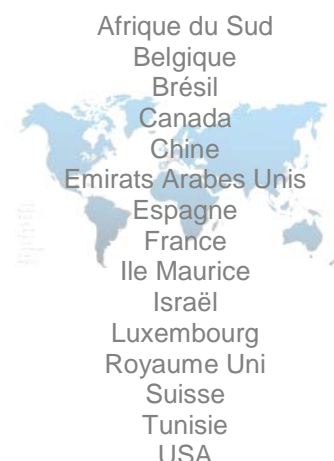 Afrique du Sud
Belgique
Brésil
Canada
Chine
Emirats Arabes Unis
Espagne
France
Ile Maurice
Israël
Luxembourg
Royaume Uni
Suisse
Tunisie
USA